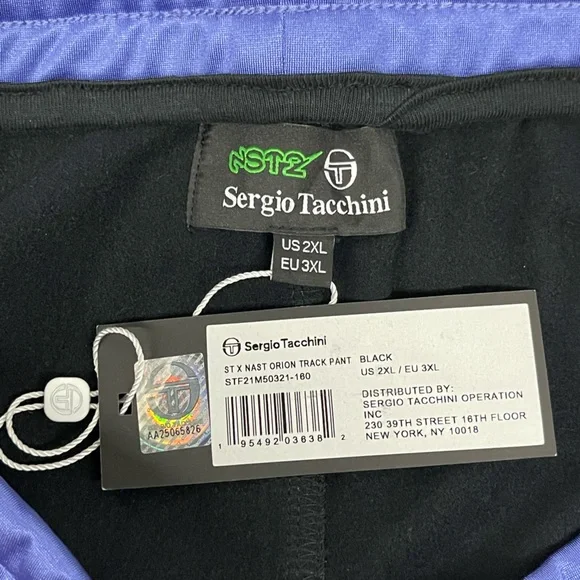 NST2
Sergio Tacchini
US 2XL
EU 3XL
Sergio Tacchini
ST X NAST ORION TRACK PANT BLACK
STF21M50321-160 US 2XL / EU 3XL
DISTRIBUTED BY:
SERGIO TACCHINI OPERATION
INC
230 39TH STREET 16TH FLOOR
NEW YORK, NY 10018
1 95492 03638 2
AA25065826